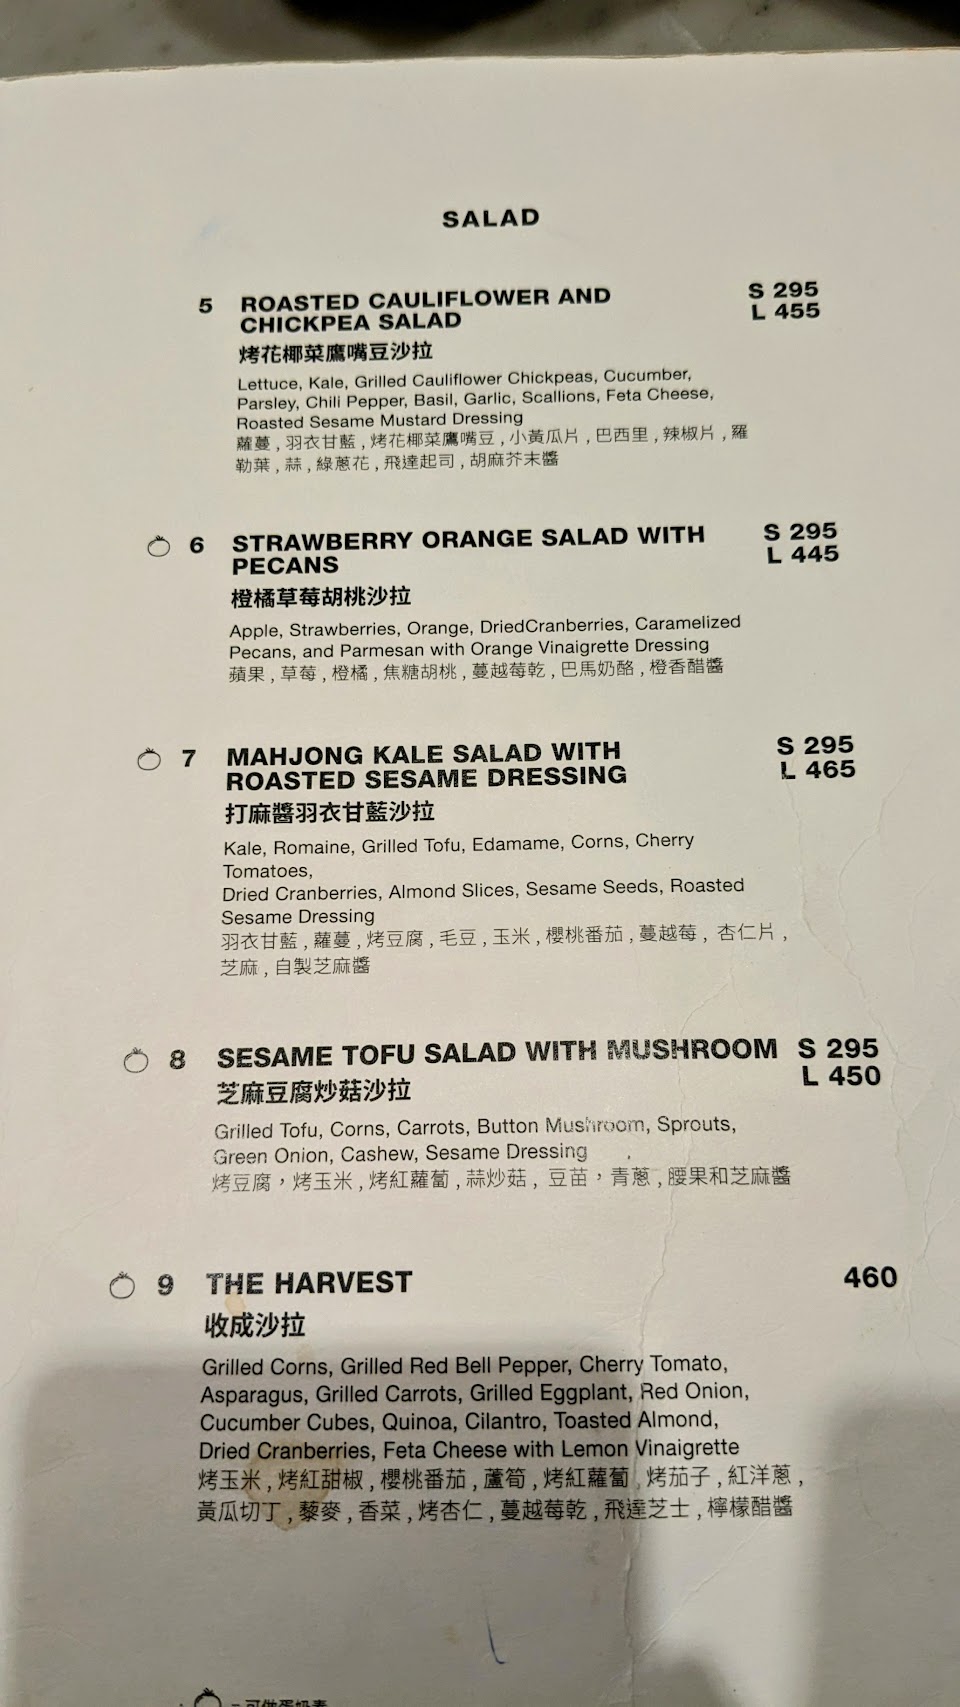 SALAD
5 ROASTED CAULIFLOWER AND S 295
CHICKPEA SALAD L 455
烤花椰菜鷹嘴豆沙拉
Lettuce, Kale, Grilled Cauliflower Chickpeas, Cucumber,
Parsley, Chili Pepper, Basil, Garlic, Scallions, Feta Cheese,
Roasted Sesame Mustard Dressing
蘿蔓 , 羽衣甘藍 , 烤花椰菜鷹嘴豆 , 小黃瓜片 , 巴西里 , 辣椒片 , 羅
勒葉 , 蒜 , 綠蔥花 , 飛達起司 , 胡麻芥末醬
6 STRAWBERRY ORANGE SALAD WITH S 295
PECANS L 445
橙橘草莓胡桃沙拉
Apple, Strawberries, Orange, DriedCranberries, Caramelized
Pecans, and Parmesan with Orange Vinaigrette Dressing
蘋果 , 草莓 , 橙橘 , 焦糖胡桃 , 蔓越莓乾 , 巴馬奶酪 , 橙香醋醬
7 MAHJONG KALE SALAD WITH S 295
ROASTED SESAME DRESSING L 465
打麻醬羽衣甘藍沙拉
Kale, Romaine, Grilled Tofu, Edamame, Corns, Cherry
Tomatoes,
Dried Cranberries, Almond Slices, Sesame Seeds, Roasted
Sesame Dressing
羽衣甘藍 , 蘿蔓 , 烤豆腐 , 毛豆 , 玉米 , 櫻桃番茄 , 蔓越莓 , 杏仁片 ,
芝麻 , 自製芝麻醬
8 SESAME TOFU SALAD WITH MUSHROOM S 295
L 450
芝麻豆腐炒菇沙拉
Grilled Tofu, Corns, Carrots, Button Mushroom, Sprouts,
Green Onion, Cashew, Sesame Dressing
烤豆腐，烤玉米 , 烤紅蘿蔔 , 蒜炒菇 , 豆苗，青蔥 , 腰果和芝麻醬
9 THE HARVEST 460
收成沙拉
Grilled Corns, Grilled Red Bell Pepper, Cherry Tomato,
Asparagus, Grilled Carrots, Grilled Eggplant, Red Onion,
Cucumber Cubes, Quinoa, Cilantro, Toasted Almond,
Dried Cranberries, Feta Cheese with Lemon Vinaigrette
烤玉米 , 烤紅甜椒 , 櫻桃番茄 , 蘆筍 , 烤紅蘿蔔 , 烤茄子 , 紅洋蔥 ,
黃瓜切丁 , 藜麥 , 香菜 , 烤杏仁 , 蔓越莓乾 , 飛達芝士 , 檸檬醋醬
= 可做蛋奶素